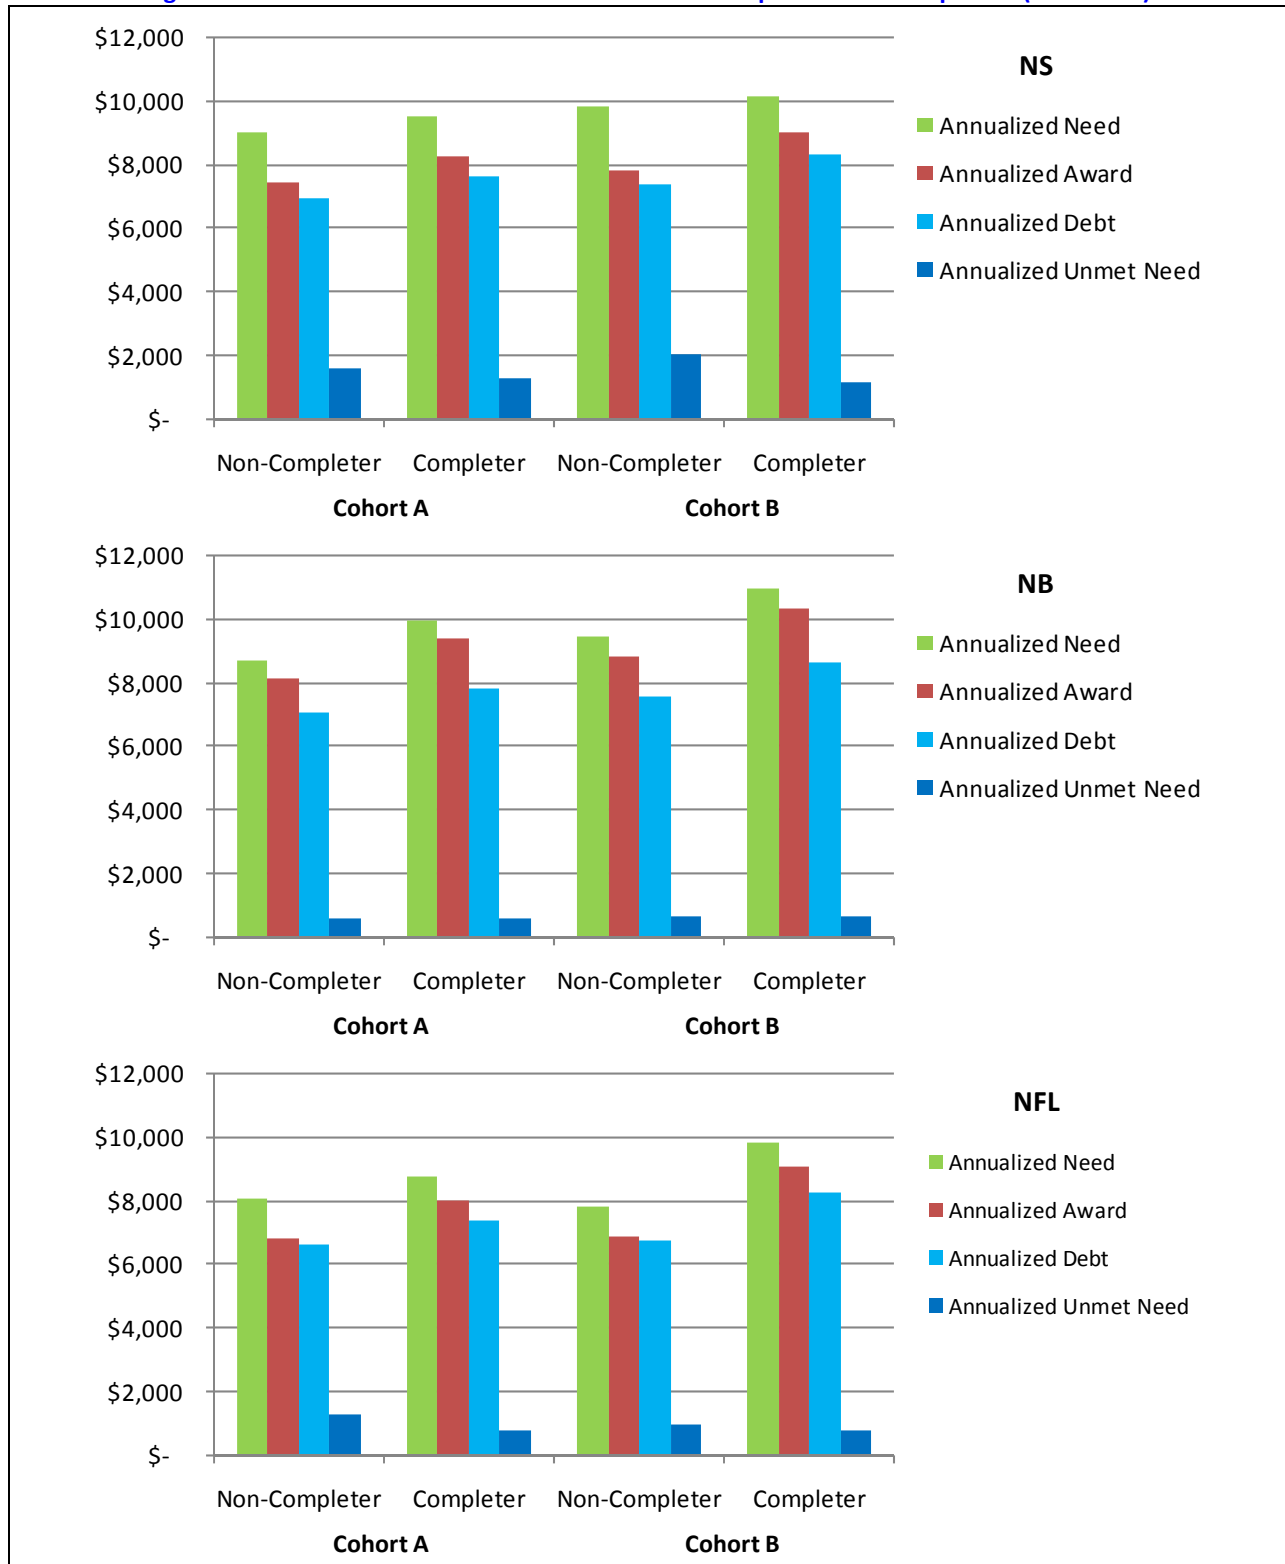 $12,000
$10,000
$8,000
$6,000
$4,000
$2,000
$-
Non-Completer Completer Non-Completer Completer
Cohort A Cohort B
NS
Annualized Need
Annualized Award
Annualized Debt
Annualized Unmet Need
$12,000
$10,000
$8,000
$6,000
$4,000
$2,000
$-
Non-Completer Completer Non-Completer Completer
Cohort A Cohort B
NB
Annualized Need
Annualized Award
Annualized Debt
Annualized Unmet Need
$12,000
$10,000
$8,000
$6,000
$4,000
$2,000
$-
Non-Completer Completer Non-Completer Completer
Cohort A Cohort B
NFL
Annualized Need
Annualized Award
Annualized Debt
Annualized Unmet Need